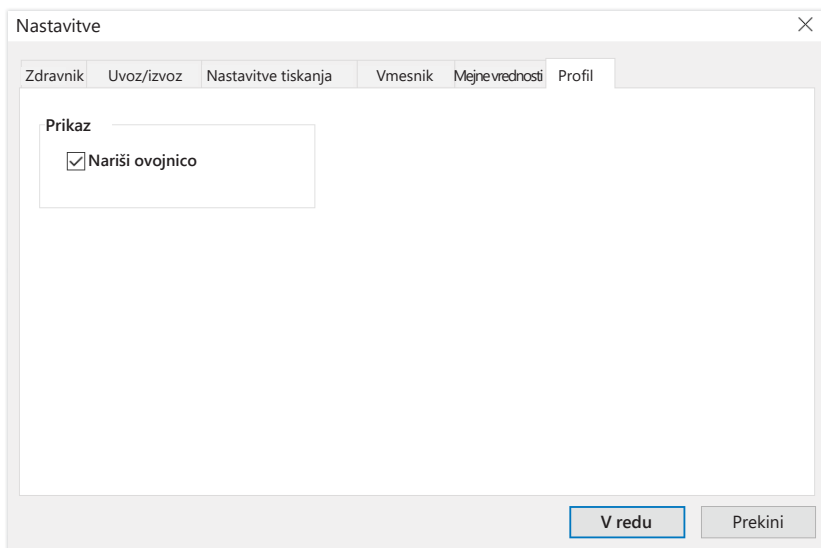 Nastavitve
Zdravnik Uvoz/izvoz Nastavitve tiskanja Vmesnik Mejne vrednosti Profil
Prikaz
Nariši ovojnico
V redu Prekini